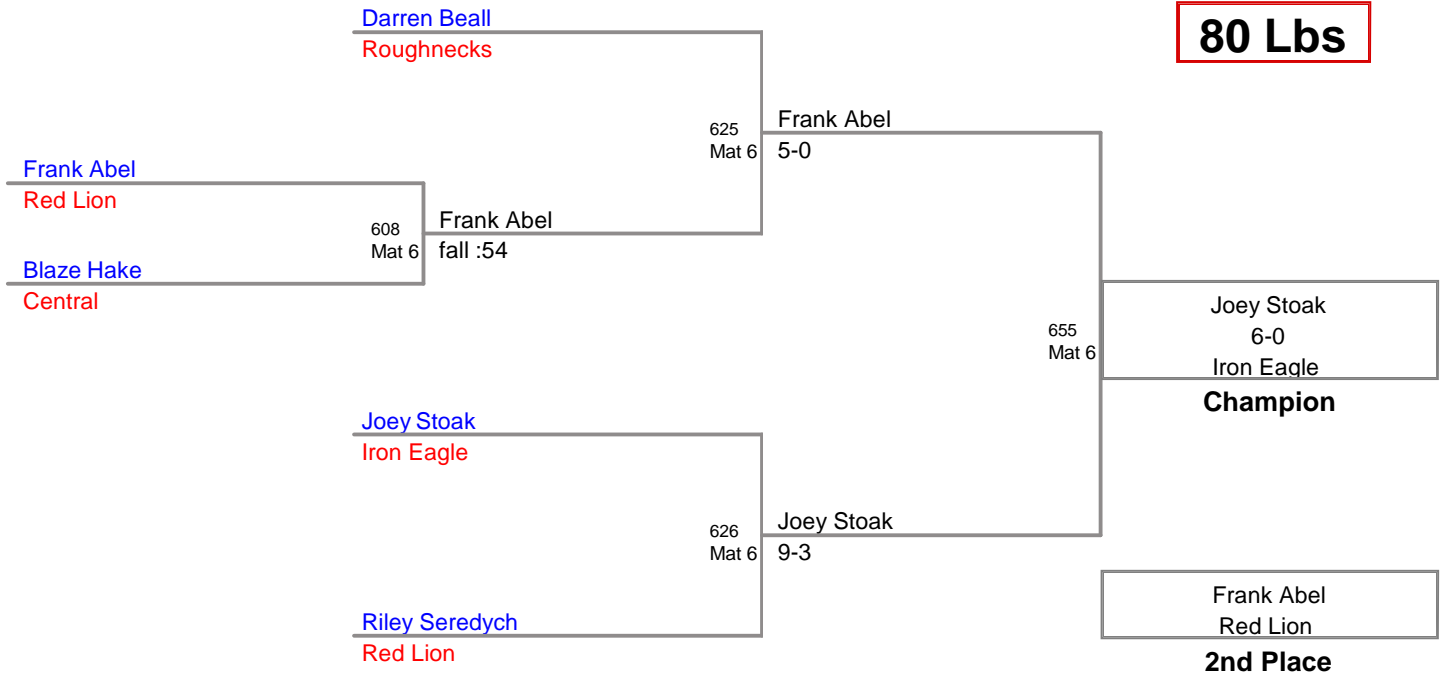 Darren Beall
Roughnecks
80 Lbs
625
Mat 6
Frank Abel
5-0
Frank Abel
Red Lion
608
Mat 6
Frank Abel
fall :54
Blaze Hake
Central
655
Mat 6
Joey Stoak
6-0
Iron Eagle
Champion
Joey Stoak
Iron Eagle
626
Mat 6
Joey Stoak
9-3
Riley Seredych
Red Lion
Frank Abel
Red Lion
2nd Place